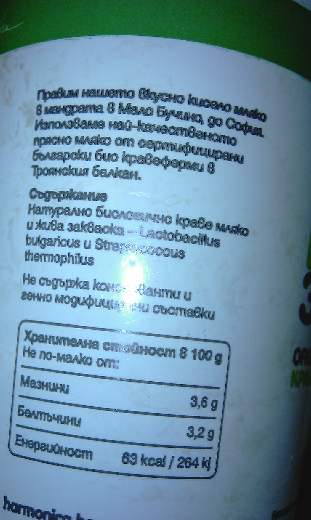 Правим нашето вкусно кисело мляко
в мандрата в Мало Бучино, до София.
Използваме най-качественото
прясно мляко от сертифицирани
български био кравеферми в
Троянския балкан.
Съдържание
Натурално биологично краве мляко
и жива закваска – Lactobacillus
bulgaricus и Streptococcus
thermophilus
Не съдържа консерванти и
генно модифицирани съставки
Хранителна стойност в 100 g
Не по-малко от:
Мазнини 3,6 g
Белтъчини 3,2 g
Енергийност 63 kcal / 264 kj
harmonica